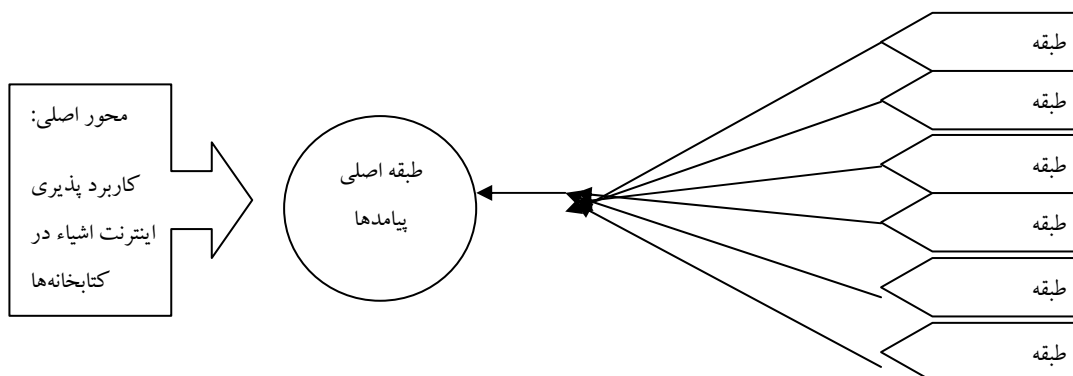 طبقه
طبقه
طبقه
طبقه
طبقه
طبقه
طبقه اصلی
پیامدها
محور اصلی:
کاربرد پذیری
اینترنت اشیاء در
کتابخانه‌ها